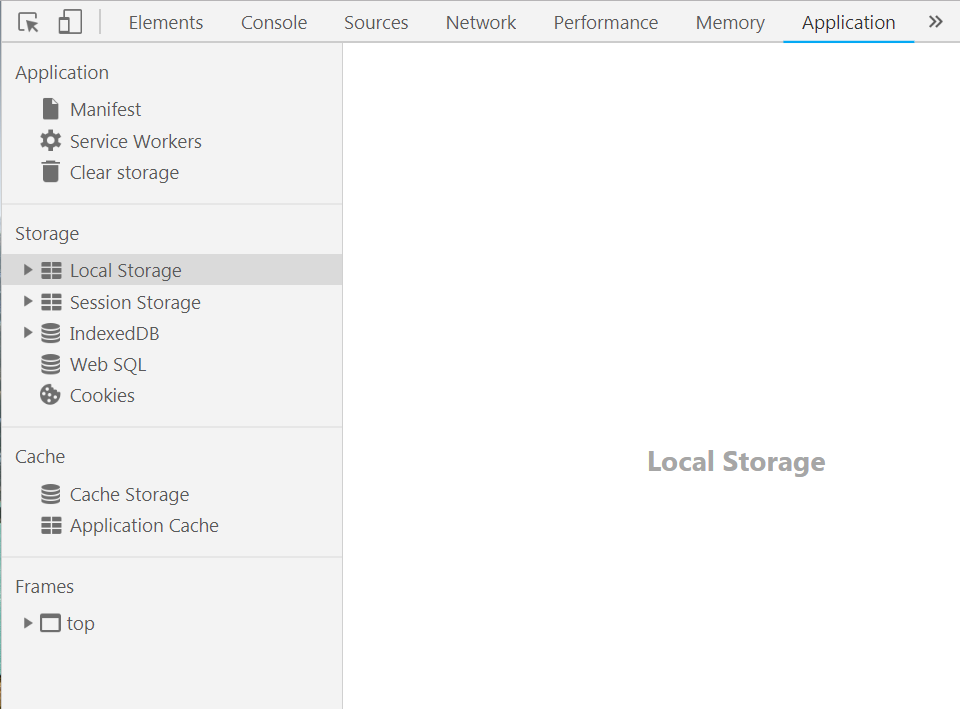 Elements Console Sources Network Performance Memory Application »
Application
Manifest
Service Workers
Clear storage
Storage
Local Storage
Session Storage
IndexedDB
Web SQL
Cookies
Cache
Cache Storage
Application Cache
Frames
top
Local Storage